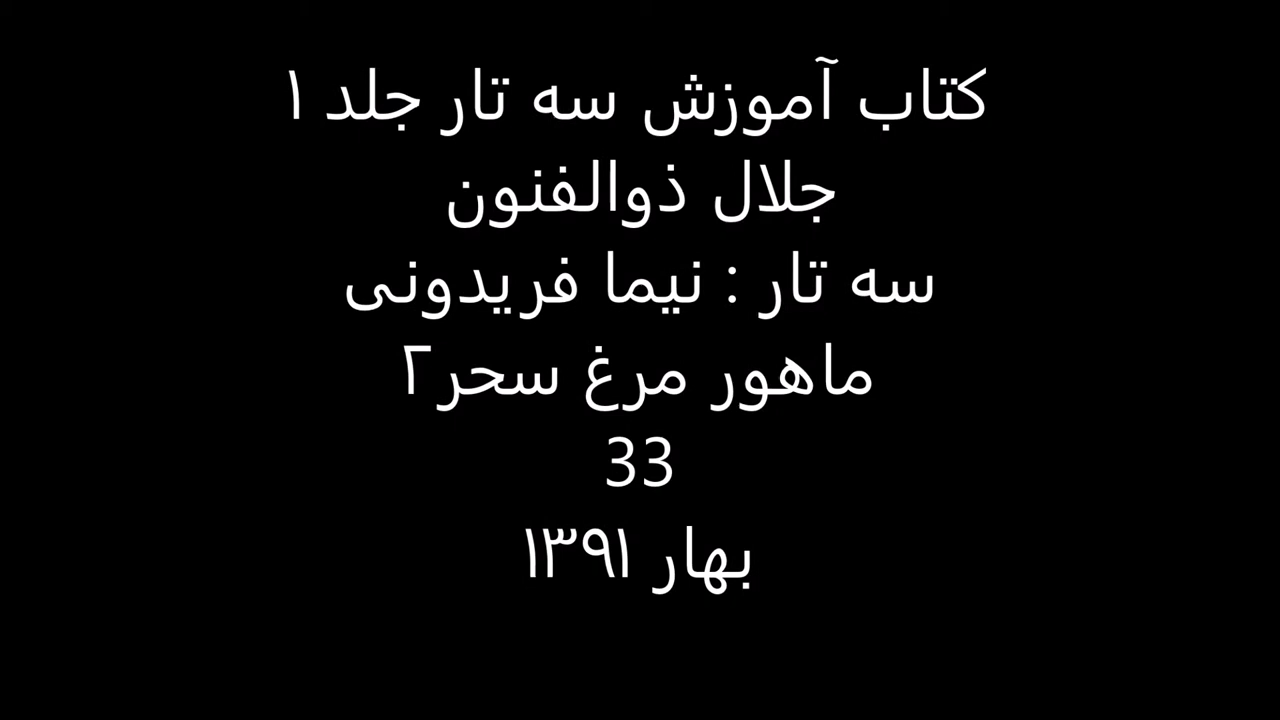 کتاب آموزش سه تار جلد ۱
جلال ذوالفنون
سه تار : نیما فریدونی
ماهور مرغ سحر۲
33
بهار ۱۳۹۱